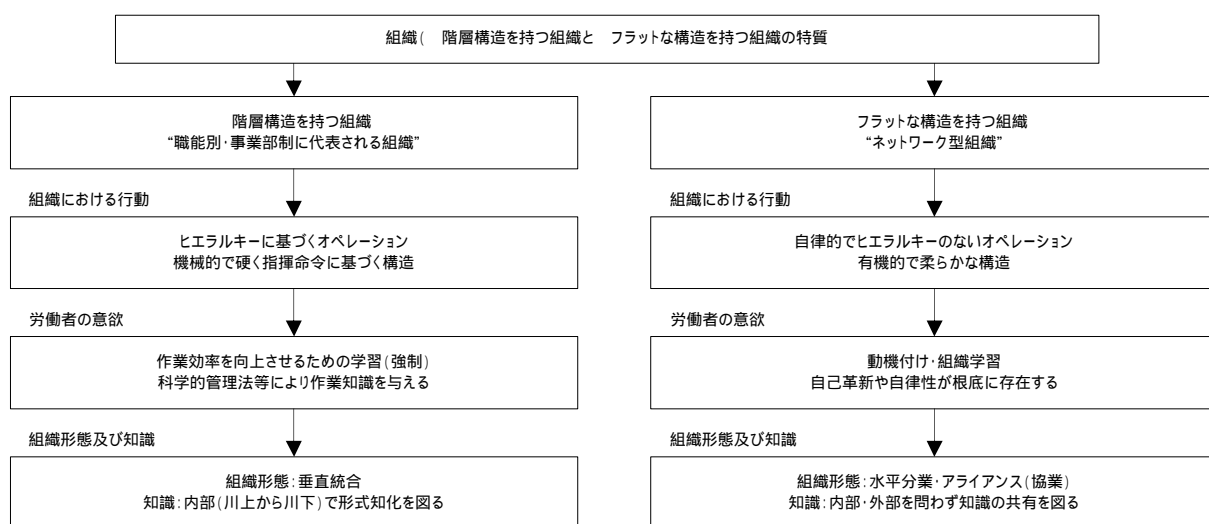 組織(　階層構造を持つ組織と　フラットな構造を持つ組織の特質
階層構造を持つ組織
“職能別・事業部制に代表される組織”
フラットな構造を持つ組織
“ネットワーク型組織”
組織における行動
組織における行動
ヒエラルキーに基づくオペレーション
機械的で硬く指揮命令に基づく構造
自律的でヒエラルキーのないオペレーション
有機的で柔らかな構造
労働者の意欲
労働者の意欲
作業効率を向上させるための学習(強制)
科学的管理法等により作業知識を与える
動機付け・組織学習
自己革新や自律性が根底に存在する
組織形態及び知識
組織形態及び知識
組織形態:垂直統合
知識:内部(川上から川下)で形式知化を図る
組織形態:水平分業・アライアンス(協業)
知識:内部・外部を問わず知識の共有を図る